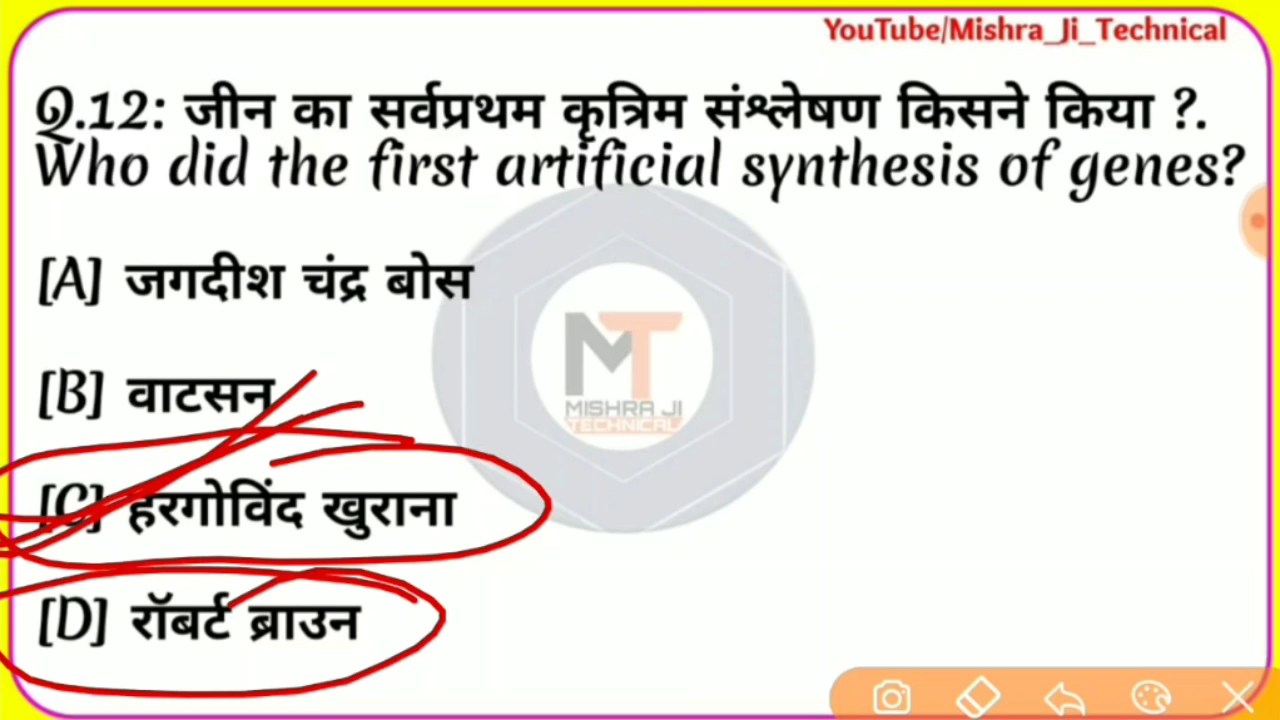 YouTube/Mishra_Ji_Technical
Q.12: जीन का सर्वप्रथम कृत्रिम संश्लेषण किसने किया ?.
Who did the first artificial synthesis of genes?
[A] जगदीश चंद्र बोस
MT
MISHRA JI
TECHNICAL
[B] वाटसन
[C] हरगोविंद खुराना
[D] रॉबर्ट ब्राउन